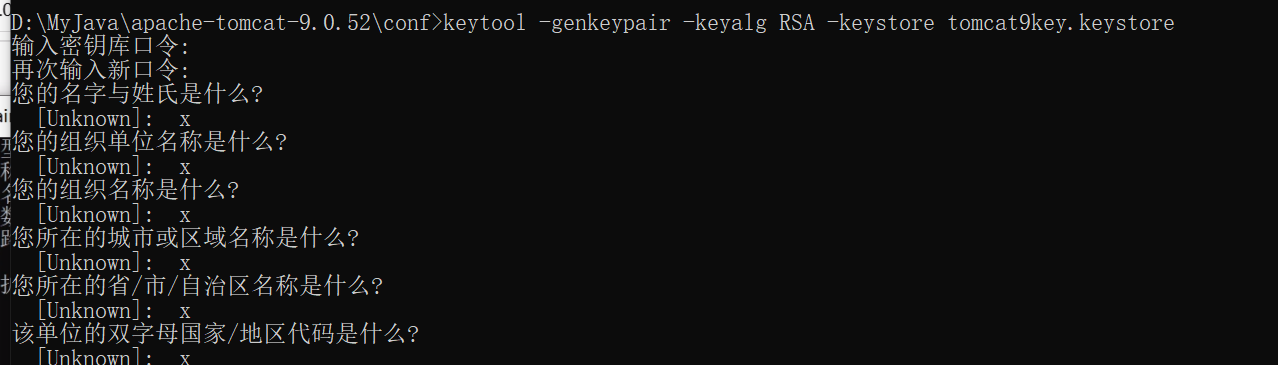 D:\MyJava\apache-tomcat-9.0.52\conf>keytool -genkeypair -keyalg RSA -keystore tomcat9key.keystore
输入密钥库口令:
再次输入新口令:
您的名字与姓氏是什么?
[Unknown]:  x
您的组织单位名称是什么?
[Unknown]:  x
您的组织名称是什么?
[Unknown]:  x
您所在的城市或区域名称是什么?
[Unknown]:  x
您所在的省/市/自治区名称是什么?
[Unknown]:  x
该单位的双字母国家/地区代码是什么?
[Unknown]:  x